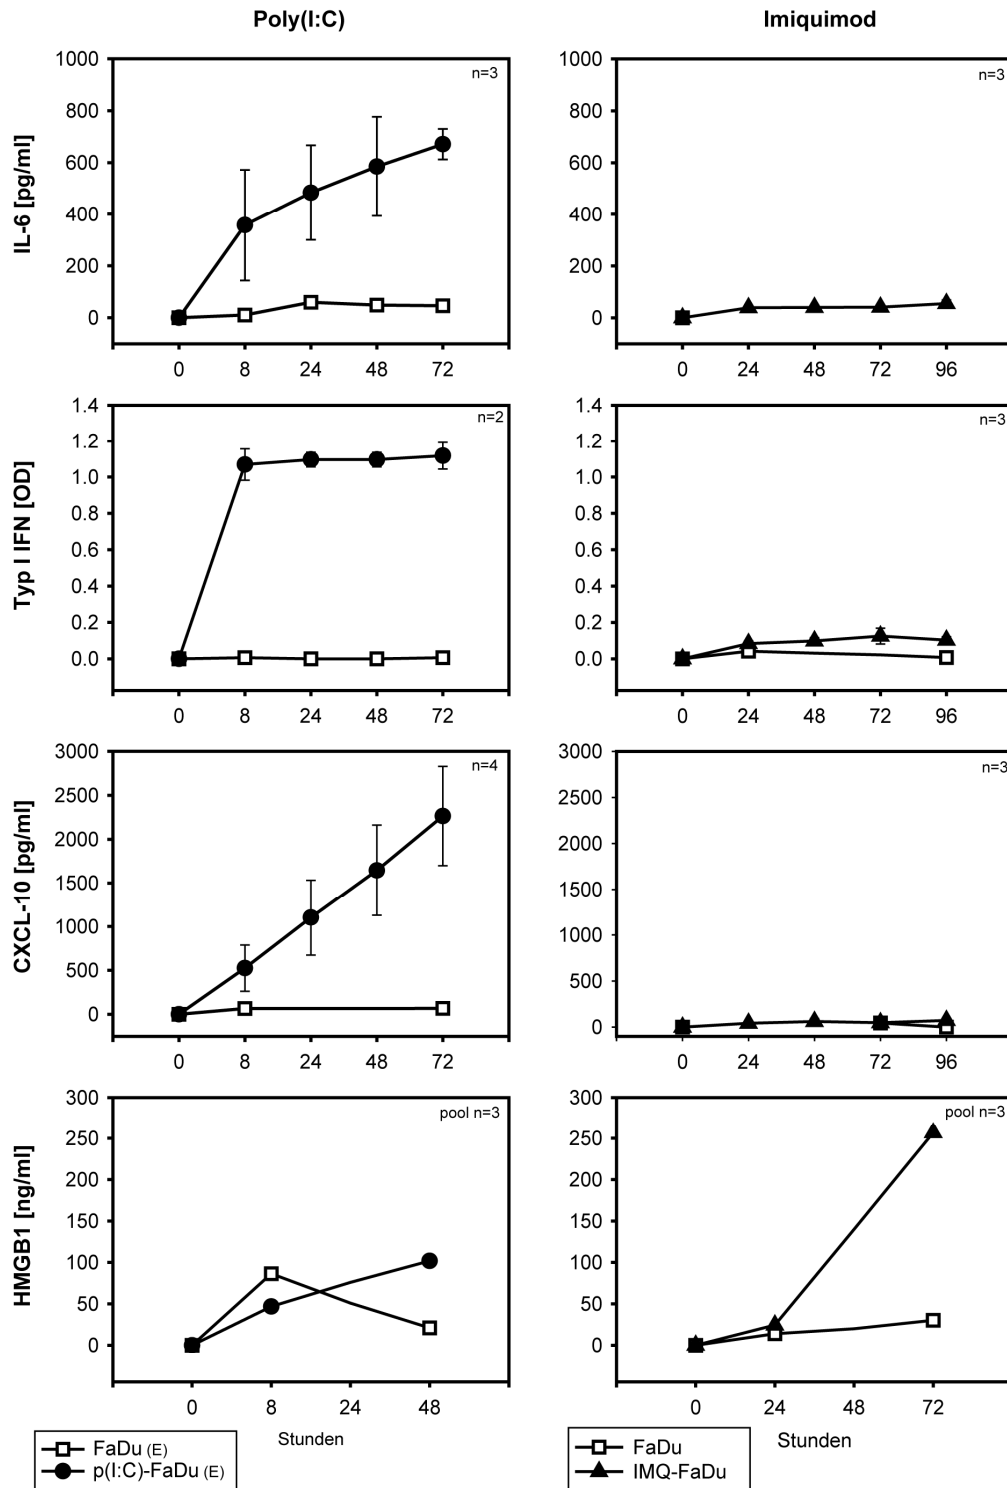 Poly(I:C)
Imiquimod
IL-6 [pg/ml]
1000
800
600
400
200
0
n=3
0 8 24 48 72
1000
800
600
400
200
0
n=3
0 24 48 72 96
Typ I IFN [OD]
1.4
1.2
1.0
0.8
0.6
0.4
0.2
0.0
n=2
0 8 24 48 72
1.4
1.2
1.0
0.8
0.6
0.4
0.2
0.0
n=3
0 24 48 72 96
CXCL-10 [pg/ml]
3000
2500
2000
1500
1000
500
0
n=4
0 8 24 48 72
3000
2500
2000
1500
1000
500
0
n=3
0 24 48 72 96
HMGB1 [ng/ml]
300
250
200
150
100
50
0
pool n=3
0 8 24 48
Stunden
300
250
200
150
100
50
0
pool n=3
0 24 48 72
Stunden
FaDu (E)
p(I:C)-FaDu (E)
FaDu
IMQ-FaDu